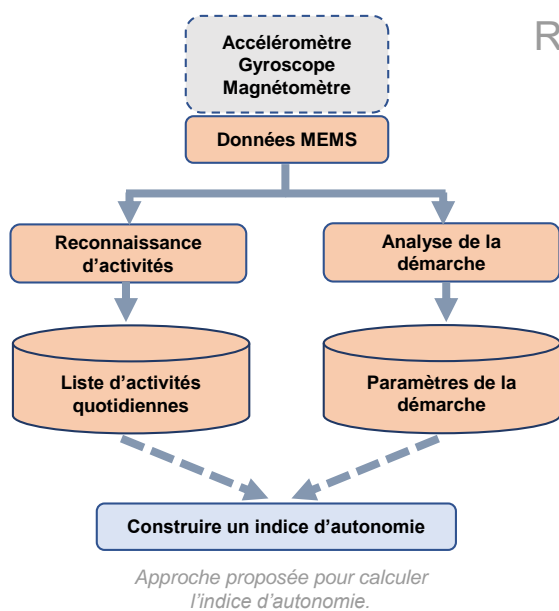 R
Accéléromètre
Gyroscope
Magnétomètre
Données MEMS
Reconnaissance
d'activités
Analyse de la
démarche
Liste d'activités
quotidiennes
Paramètres de la
démarche
Construire un indice d'autonomie
Approche proposée pour calculer
l'indice d'autonomie.